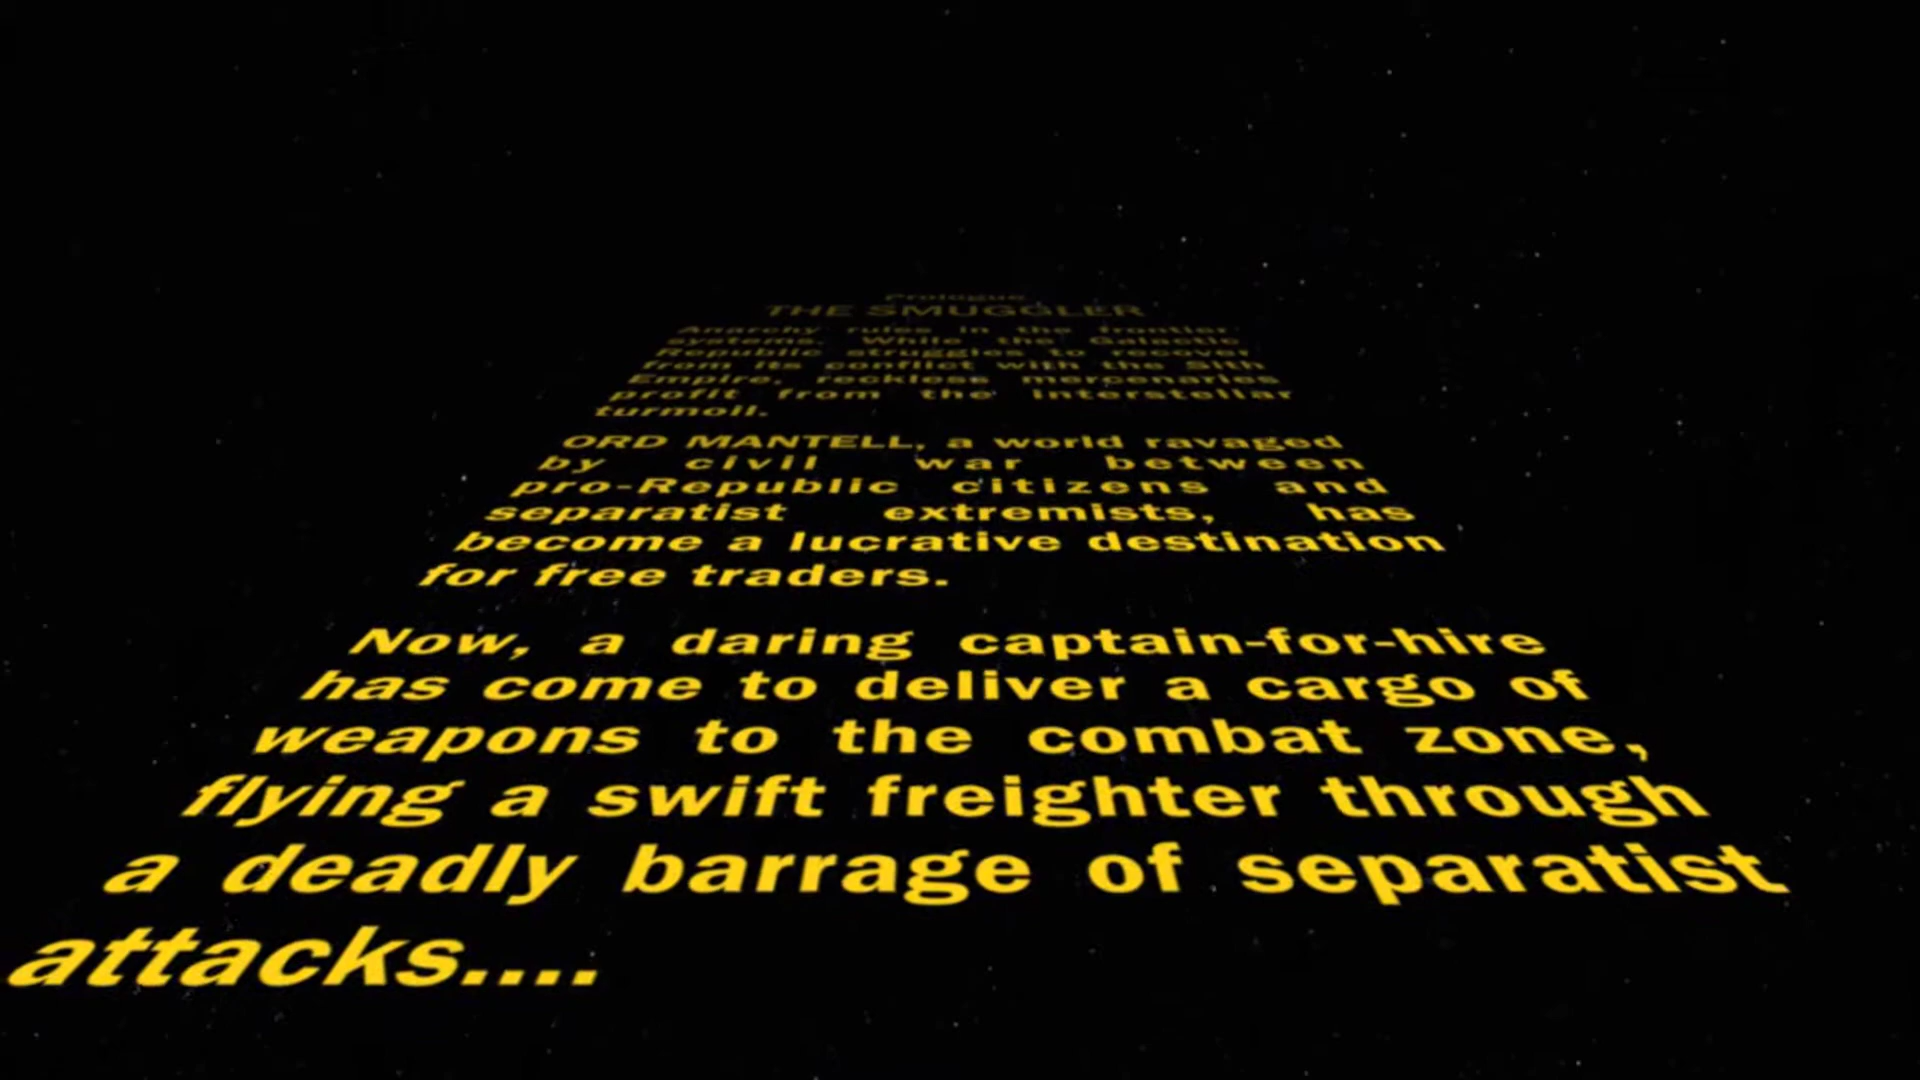 Prologue
THE SMUGGLER
Anarchy rules in the frontier
systems. While the Galactic
Republic struggles to recover
from its conflict with the Sith
Empire, reckless mercenaries
profit from the interstellar
turmoil.
ORD MANTELL, a world ravaged
by civil war between
pro-Republic citizens and
separatist extremists, has
become a lucrative destination
for free traders.
Now, a daring captain-for-hire
has come to deliver a cargo of
weapons to the combat zone,
flying a swift freighter through
a deadly barrage of separatist
attacks....